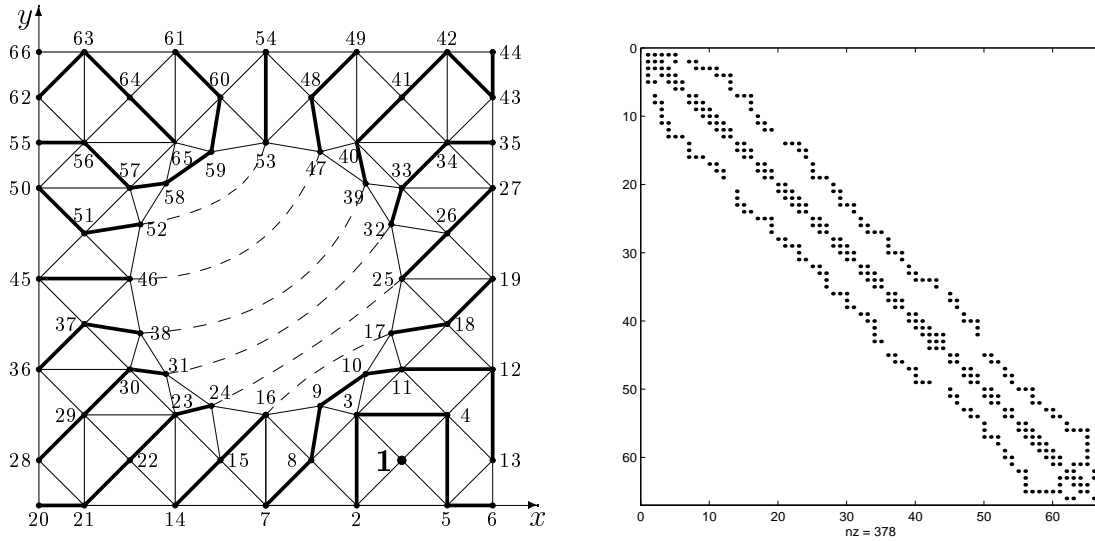 y
63 61 54 49 42
66 44
64 60 48 41
62 43
55 35
56 65 59 53 47 40 34
57 33
50 58 39 27
51 52 32 26
45 46 25 19
37 38 17 18
36 31 10 12
30 24 9 11
29 23 16 3 4
28 22 15 8 1 13
20 21 14 7 2 5 6 x
0
10
20
30
40
50
60
0 10 20 30 40 50 60
nz = 378